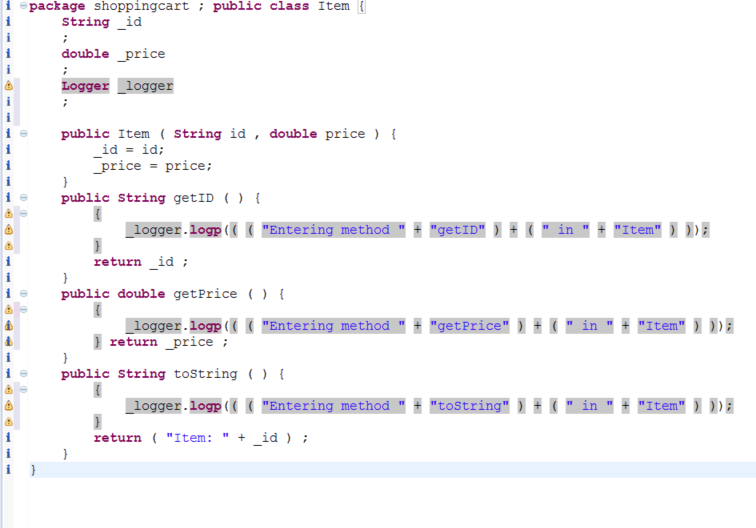 package shoppingcart ; public class Item {
String _id
;
double _price
;
Logger _logger
;
public Item ( String id , double price ) {
_id = id;
_price = price;
}
public String getID ( ) {
{
_logger.logp(( ( "Entering method " + "getID" ) + ( " in " + "Item" ) ));
}
return _id ;
}
public double getPrice ( ) {
{
_logger.logp(( ( "Entering method " + "getPrice" ) + ( " in " + "Item" ) ));
} return _price ;
}
public String toString ( ) {
{
_logger.logp(( ( "Entering method " + "toString" ) + ( " in " + "Item" ) ));
}
return ( "Item: " + _id ) ;
}
}